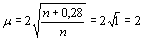 μ = 2√((n + 0,28)/n) = 2√1 = 2